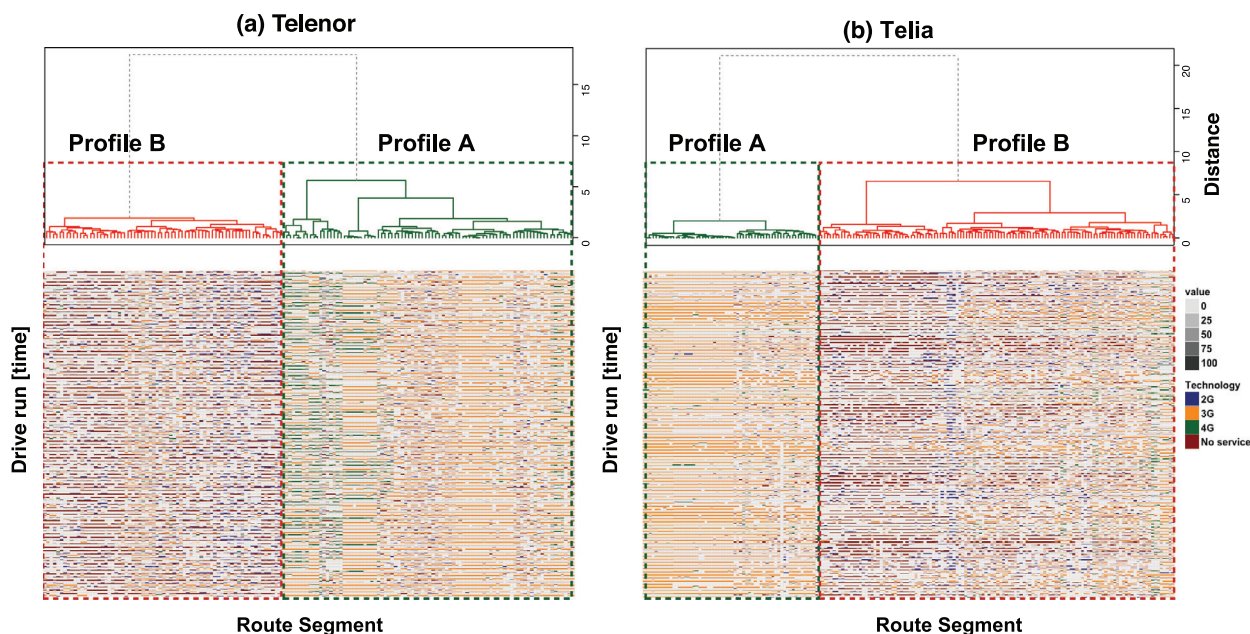 (a) Telenor
(b) Telia
Profile B
Profile A
15
10
5
0
Profile A
Profile B
20
15
10
5
0
Distance
Drive run [time]
Drive run [time]
value
0
25
50
75
100
Technology
2G
3G
4G
No service
Route Segment
Route Segment